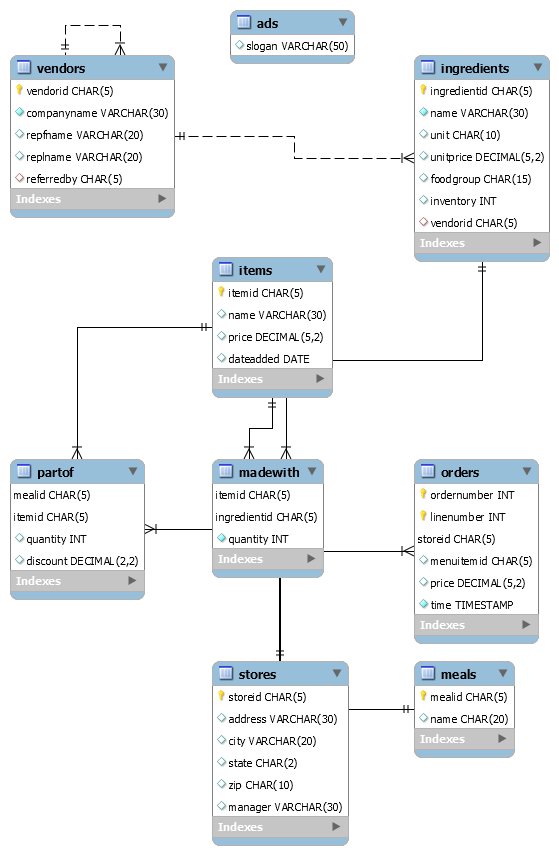 ads
slogan VARCHAR(50)
vendors
vendorid CHAR(5)
companyname VARCHAR(30)
repfname VARCHAR(20)
replname VARCHAR(20)
referredby CHAR(5)
Indexes
ingredients
ingredientid CHAR(5)
name VARCHAR(30)
unit CHAR(10)
unitprice DECIMAL(5,2)
foodgroup CHAR(15)
inventory INT
vendorid CHAR(5)
Indexes
items
itemid CHAR(5)
name VARCHAR(30)
price DECIMAL(5,2)
dateadded DATE
Indexes
partof
mealid CHAR(5)
itemid CHAR(5)
quantity INT
discount DECIMAL(2,2)
Indexes
madewith
itemid CHAR(5)
ingredientid CHAR(5)
quantity INT
Indexes
orders
ordernumber INT
linenumber INT
storeid CHAR(5)
menuitemid CHAR(5)
price DECIMAL(5,2)
time TIMESTAMP
Indexes
stores
storeid CHAR(5)
address VARCHAR(30)
city VARCHAR(20)
state CHAR(2)
zip CHAR(10)
manager VARCHAR(30)
Indexes
meals
mealid CHAR(5)
name CHAR(20)
Indexes